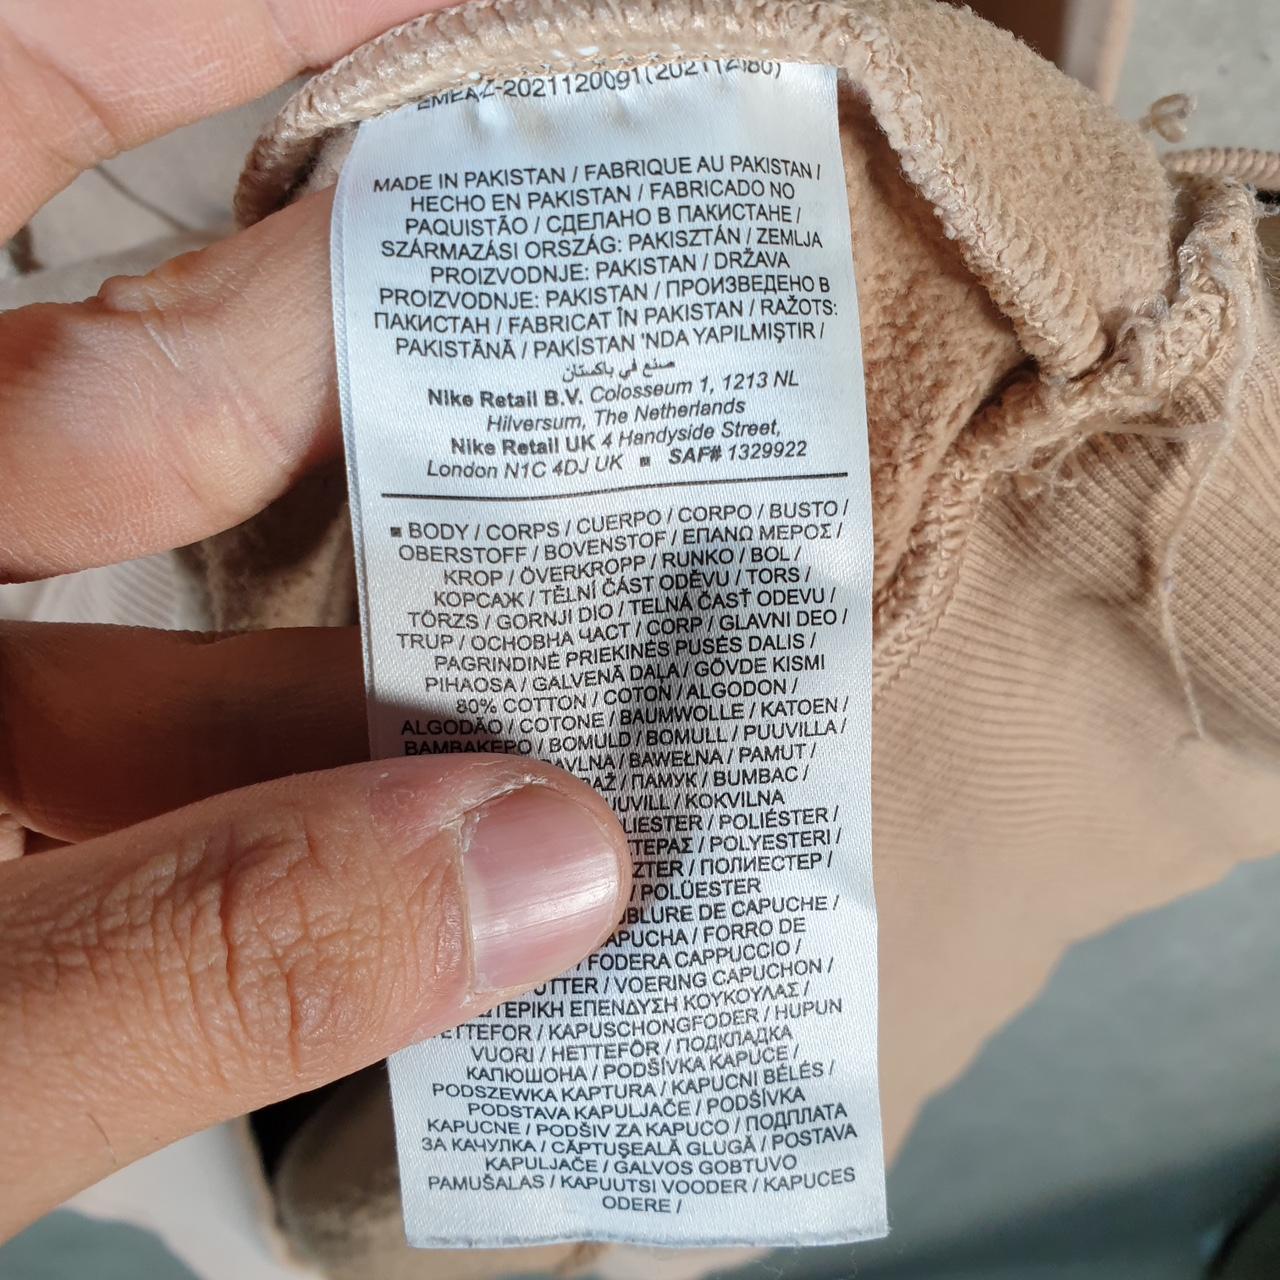 EMEAZ-2021120091(202112180)
MADE IN PAKISTAN / FABRIQUE AU PAKISTAN /
HECHO EN PAKISTAN / FABRICADO NO
PAQUISTÃO / СДЕЛАНО В ПАКИСТАНЕ /
SZÁRMAZÁSI ORSZÁG: PAKISZTÁN / ZEMLJA
PROIZVODNJE: PAKISTAN / DRŽAVA
PROIZVODNJE: PAKISTAN / ПРОИЗВЕДЕНО В
ПАКИСТАН / FABRICAT ÎN PAKISTAN / RAŽOTS:
PAKISTĀNĀ / PAKİSTAN 'NDA YAPILMIŞTIR /
صنع في باكستان
Nike Retail B.V. Colosseum 1, 1213 NL
Hilversum, The Netherlands
Nike Retail UK 4 Handyside Street,
London N1C 4DJ UK ■ SAF# 1329922
■ BODY / CORPS / CUERPO / CORPO / BUSTO /
OBERSTOFF / BOVENSTOF / ΕΠΑΝΩ ΜΕΡΟΣ /
KROP / ÖVERKROPP / RUNKO / BOL /
КОРСАЖ / TĚLNÍ ČÁST ODĚVU / TORS /
TÖRZS / GORNJI DIO / TELNÁ ČASŤ ODEVU /
TRUP / ОСНОВНА ЧАСТ / CORP / GLAVNI DEO /
PAGRINDINĖ PRIEKINĖS PUSĖS DALIS /
PIHAOSA / GALVENĀ DAĻA / GÖVDE KISMI
80% COTTON / COTON / ALGODON /
ALGODÃO / COTONE / BAUMWOLLE / KATOEN /
ΒΑΜΒΑΚΕΡΟ / BOMULD / BOMULL / PUUVILLA /
BAWEŁNA / PAMUT /
/ ПАМУК / BUMBAC /
/ KOKVILNA
/ POLIÉSTER /
/ POLYESTERI /
/ ПОЛИЕСТЕР /
/ POLÜESTER
DE CAPUCHE /
/ FORRO DE
/ FODERA CAPPUCCIO /
/ VOERING CAPUCHON /
ΕΠΕΝΔΥΣΗ ΚΟΥΚΟΥΛΑΣ /
/ KAPUSCHONGFODER / HUPUN
VUORI / HETTEFÔR / ПОДКЛАДКА
КАПЮШОНА / PODŠÍVKA KAPUCE /
PODSZEWKA KAPTURA / KAPUCNI BÉLÉS /
PODSTAVA KAPULJAČE / PODŠÍVKA
KAPUCNE / PODŠIV ZA KAPUCO / ПОДПЛАТА
ЗА КАЧУЛКА / CĂPTUŞEALĂ GLUGĂ / POSTAVA
KAPULJAČE / GALVOS GOBTUVO
PAMUŠALAS / KAPUUTSI VOODER / KAPUCES
ODERE /